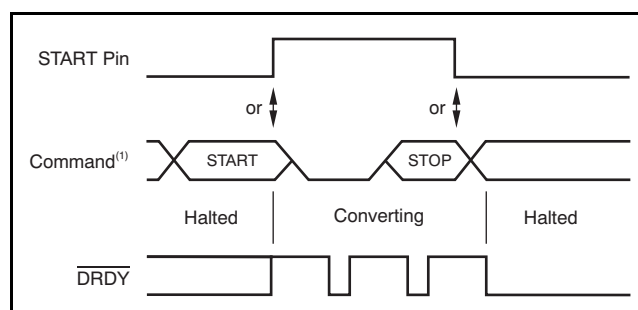 START Pin
or or
Command(1) START STOP
Halted Converting Halted
DRDY